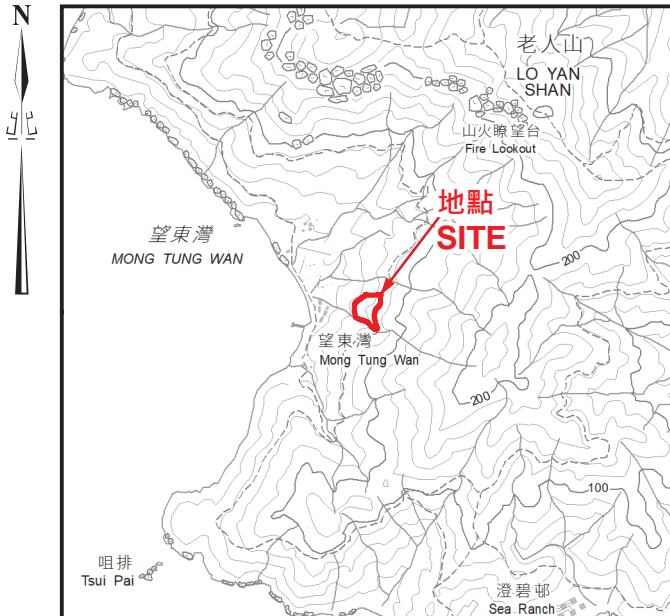 N
老人山
LO YAN
SHAN
山火瞭望台
Fire Lookout
地點
SITE
望東灣
MONG TUNG WAN
200
望東灣
Mong Tung Wan
200
100
咀排
Tsui Pai
澄碧邨
Sea Ranch